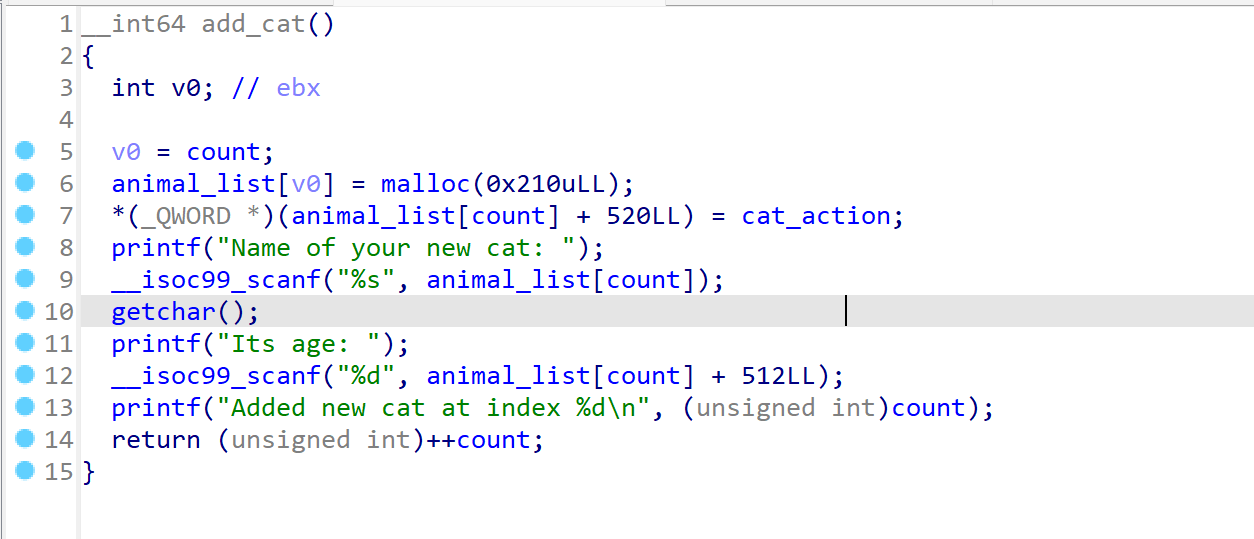 1 __int64 add_cat()
2 {
3 int v0; // ebx
4
5 v0 = count;
6 animal_list[v0] = malloc(0x210uLL);
7 *(_QWORD *)(animal_list[count] + 520LL) = cat_action;
8 printf("Name of your new cat: ");
9 __isoc99_scanf("%s", animal_list[count]);
10 getchar();
11 printf("Its age: ");
12 __isoc99_scanf("%d", animal_list[count] + 512LL);
13 printf("Added new cat at index %d\n", (unsigned int)count);
14 return (unsigned int)++count;
15 }